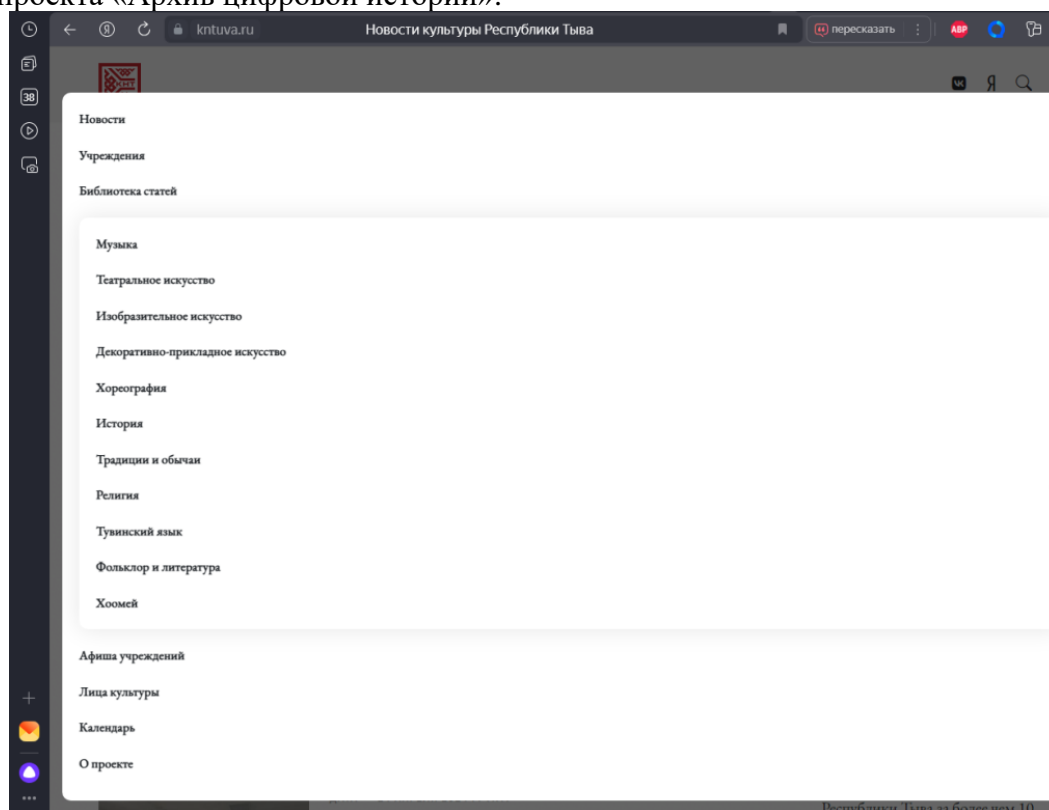 проекта «Архив цифровой истории».
kntuva.ru Новости культуры Республики Тыва пересказать ABP
38
КНТ
Я
Новости
Учреждения
Библиотека статей
Музыка
Театральное искусство
Изобразительное искусство
Декоративно-прикладное искусство
Хореография
История
Традиции и обычаи
Религия
Тувинский язык
Фольклор и литература
Хоомей
Афиша учреждений
Лица культуры
Календарь
О проекте
Республики Тыва за более чем 10